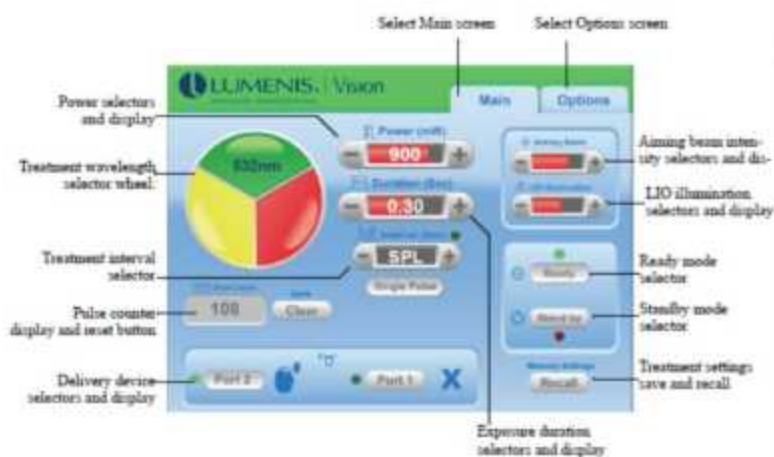 Select Main screen
Select Options screen
LUMENIS. Vision
Main
Options
Power selectors
and display
Power (mW)
900
Treatment wavelength
selector wheel.
532nm
Duration (Sec)
0.30
Aiming beam inten-
sity selectors and dis-
LIO illumination
selectors and display
Treatment interval
selector
SPL
Single Pulse
Ready mode
selector
Ready
Pulse counter
display and reset button
108
Clear
Standby mode
selector
Stand by
Delivery device
selectors and display
Port 2
Port 1
X
Treatment settings
save and recall
Recall
Exposure duration
selectors and display